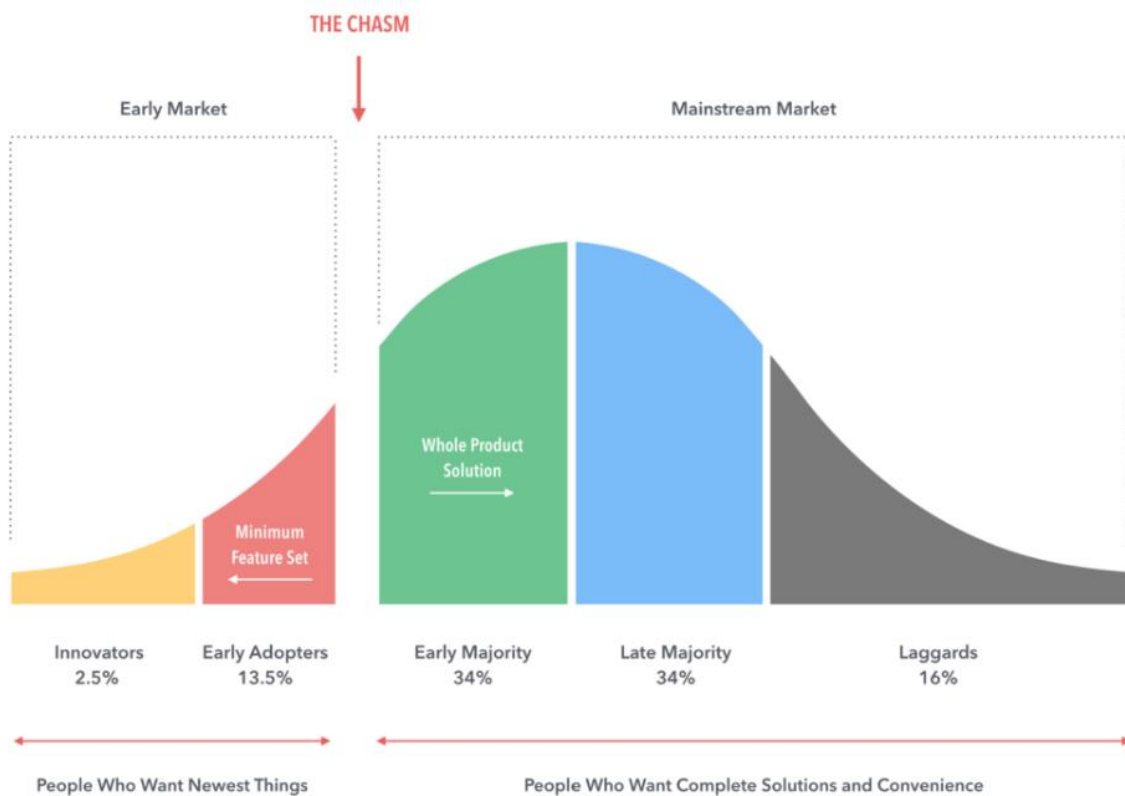 THE CHASM
Early Market
Mainstream Market
Whole Product
Solution
Minimum
Feature Set
Innovators
2.5%
Early Adopters
13.5%
Early Majority
34%
Late Majority
34%
Laggards
16%
People Who Want Newest Things
People Who Want Complete Solutions and Convenience